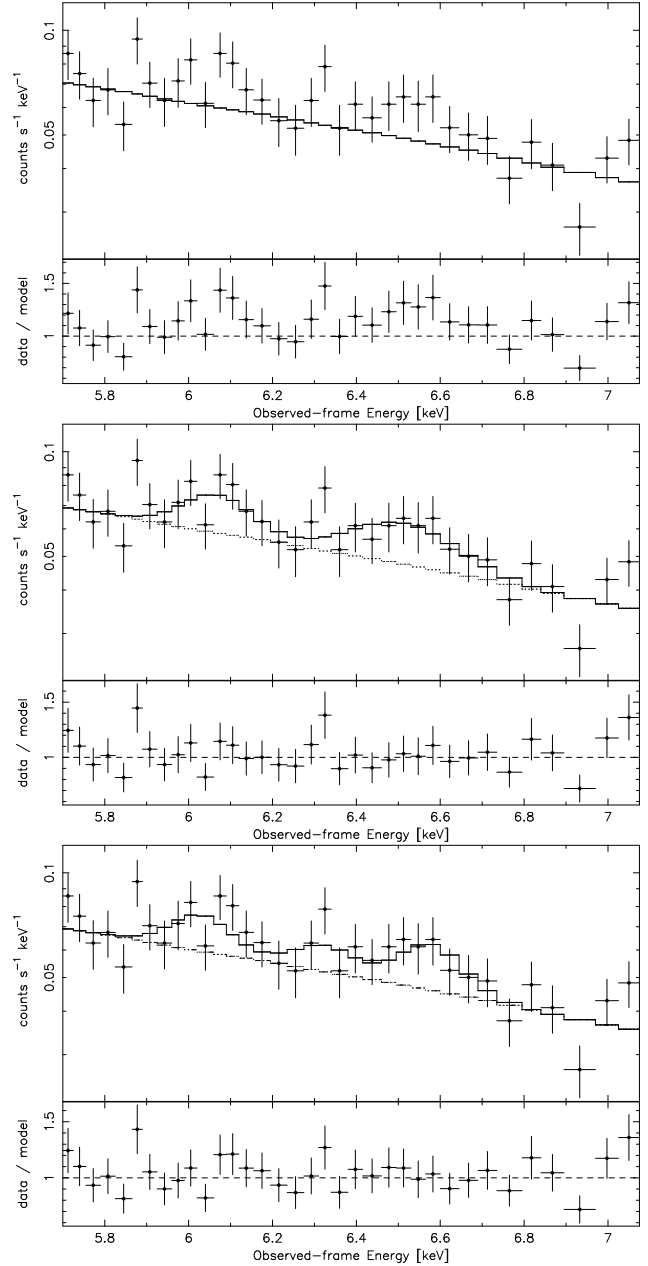 0.1
0.05
counts s⁻¹ keV⁻¹
1.5
1
data / model
5.8 6 6.2 6.4 6.6 6.8 7
Observed−frame Energy [keV]
0.1
0.05
counts s⁻¹ keV⁻¹
1.5
1
data / model
5.8 6 6.2 6.4 6.6 6.8 7
Observed−frame Energy [keV]
0.1
0.05
counts s⁻¹ keV⁻¹
1.5
1
data / model
5.8 6 6.2 6.4 6.6 6.8 7
Observed−frame Energy [keV]